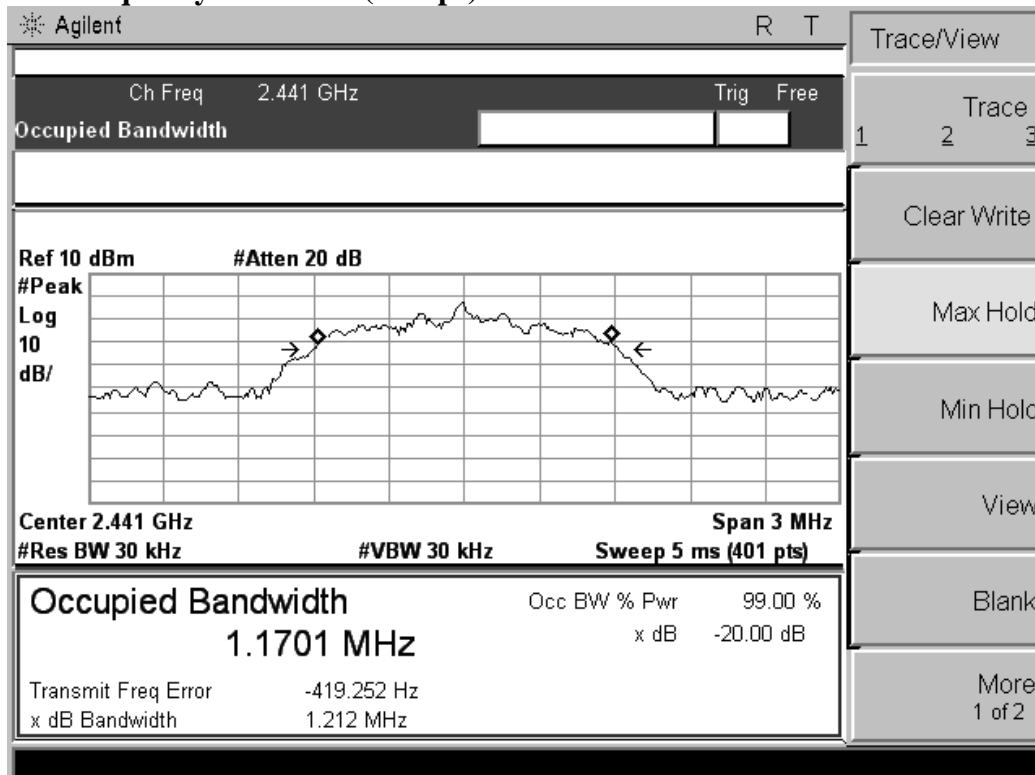 Agilent R T
Trace/View
Ch Freq 2.441 GHz Trig Free
Occupied Bandwidth
Trace
1 2 3
Clear Write
Ref 10 dBm #Atten 20 dB
#Peak
Log
10
dB/
Max Hold
Min Hold
View
Center 2.441 GHz Span 3 MHz
#Res BW 30 kHz #VBW 30 kHz Sweep 5 ms (401 pts)
Occupied Bandwidth
1.1701 MHz
Occ BW % Pwr 99.00 %
x dB -20.00 dB
Transmit Freq Error -419.252 Hz
x dB Bandwidth 1.212 MHz
Blank
More
1 of 2